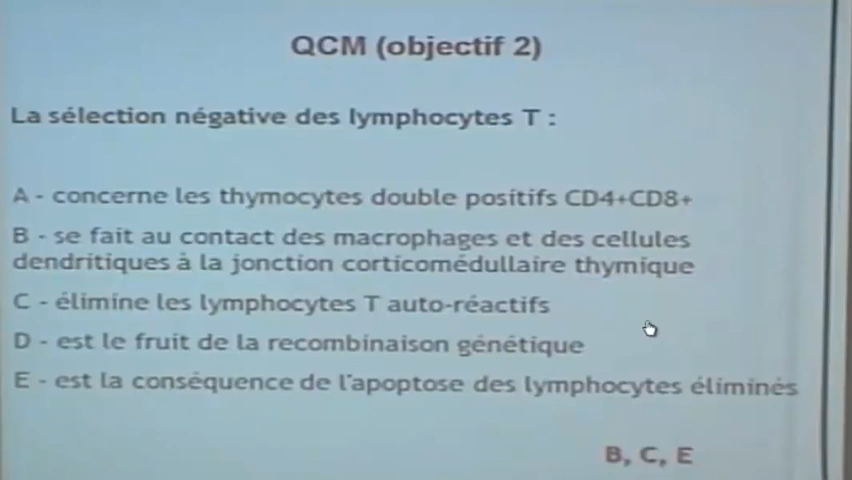 QCM (objectif 2)
La sélection négative des lymphocytes T :
A - concerne les thymocytes double positifs CD4+CD8+
B - se fait au contact des macrophages et des cellules
dendritiques à la jonction corticomédullaire thymique
C - élimine les lymphocytes T auto-réactifs
D - est le fruit de la recombinaison génétique
E - est la conséquence de l'apoptose des lymphocytes éliminés
B, C, E